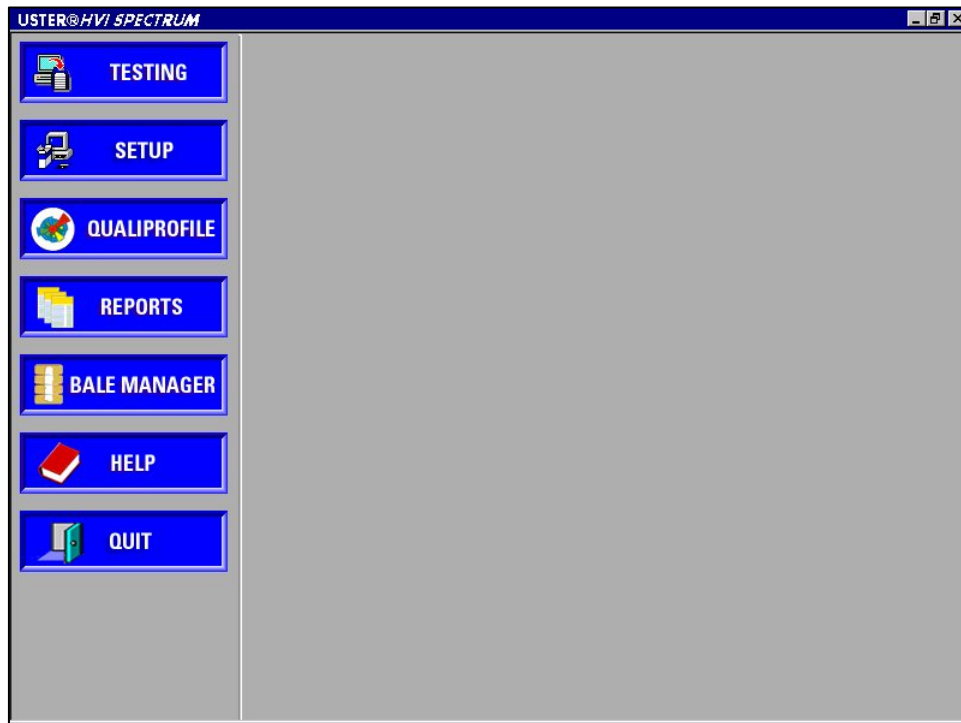 USTER®HVI SPECTRUM
TESTING
SETUP
QUALIPROFILE
REPORTS
BALE MANAGER
HELP
QUIT